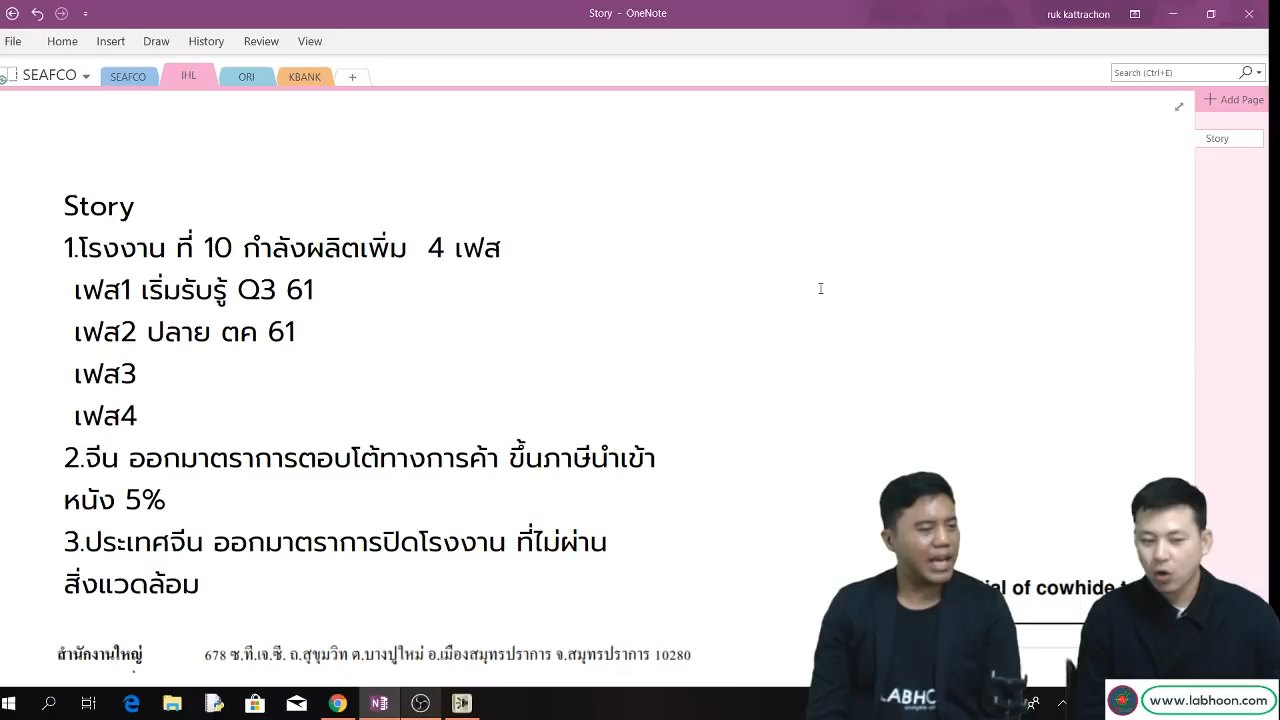 Story - OneNote
ruk kattrachon
File Home Insert Draw History Review View
SEAFCO SEAFCO IHL ORI KBANK + Search (Ctrl+E)
Add Page
Story
Story
1.โรงงาน ที่ 10 กำลังผลิตเพิ่ม 4 เฟส
เฟส1 เริ่มรับรู้ Q3 61
เฟส2 ปลาย ตค 61
เฟส3
เฟส4
2.จีน ออกมาตราการตอบโต้ทางการค้า ขึ้นภาษีนำเข้า
หนัง 5%
3.ประเทศจีน ออกมาตราการปิดโรงงาน ที่ไม่ผ่าน
สิ่งแวดล้อม
of cowhide
สำนักงานใหญ่ 678 ซ.ที.เจ.ซี. ถ.สุขุมวิท ต.บางปูใหม่ อ.เมืองสมุทรปราการ จ.สมุทรปราการ 10280
www.labhoon.com